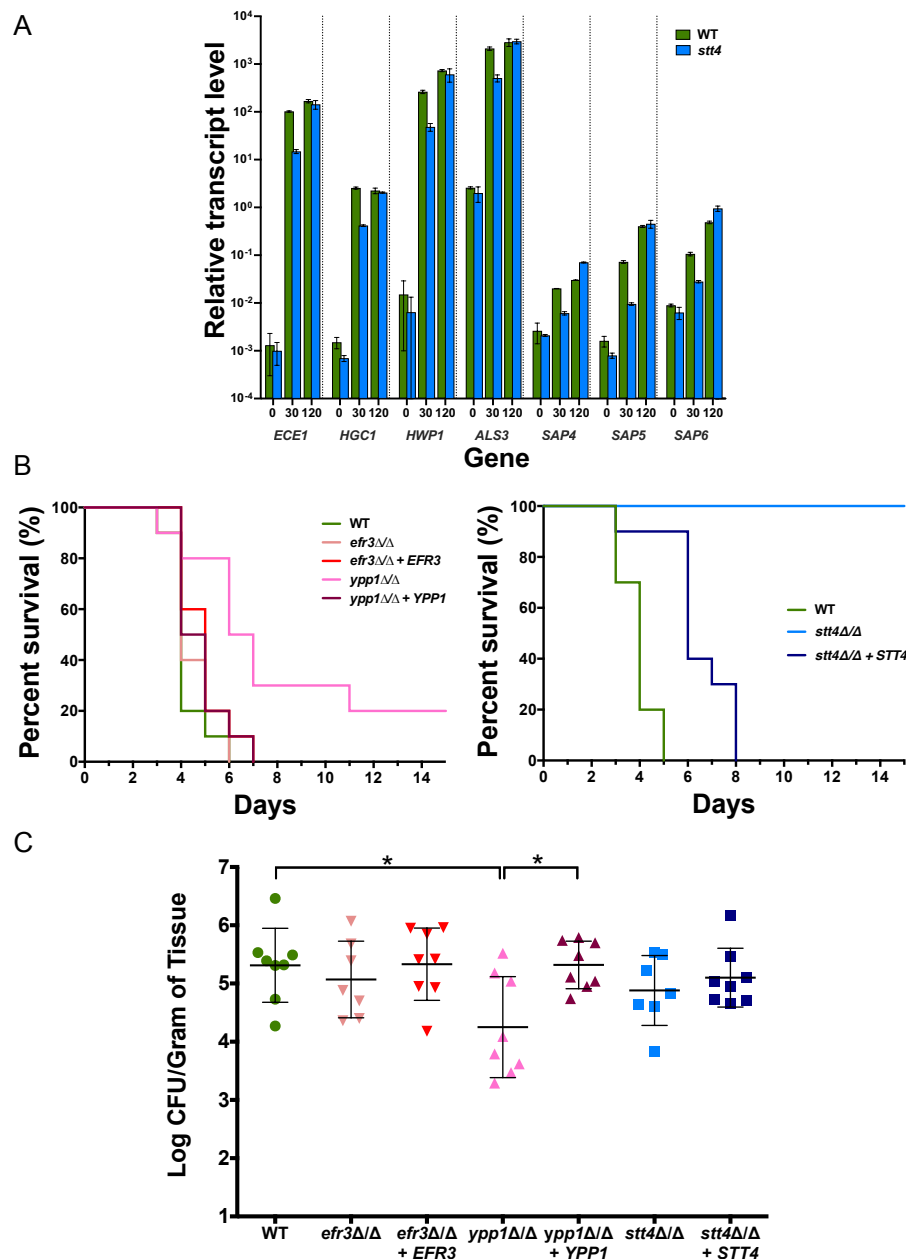 A
Relative transcript level
10⁴
10³
10²
10¹
10⁰
10⁻¹
10⁻²
10⁻³
10⁻⁴
WT
stt4
0 30 120 0 30 120 0 30 120 0 30 120 0 30 120 0 30 120 0 30 120
ECE1 HGC1 HWP1 ALS3 SAP4 SAP5 SAP6
Gene
B
Percent survival (%)
100
80
60
40
20
0
0 2 4 6 8 10 12 14
Days
WT
efr3Δ/Δ
efr3Δ/Δ + EFR3
ypp1Δ/Δ
ypp1Δ/Δ + YPP1
Percent survival (%)
100
80
60
40
20
0
0 2 4 6 8 10 12 14
Days
WT
stt4Δ/Δ
stt4Δ/Δ + STT4
C
Log CFU/Gram of Tissue
7
6
5
4
3
2
1
* *
WT efr3Δ/Δ efr3Δ/Δ ypp1Δ/Δ ypp1Δ/Δ stt4Δ/Δ stt4Δ/Δ
+ EFR3 + YPP1 + STT4